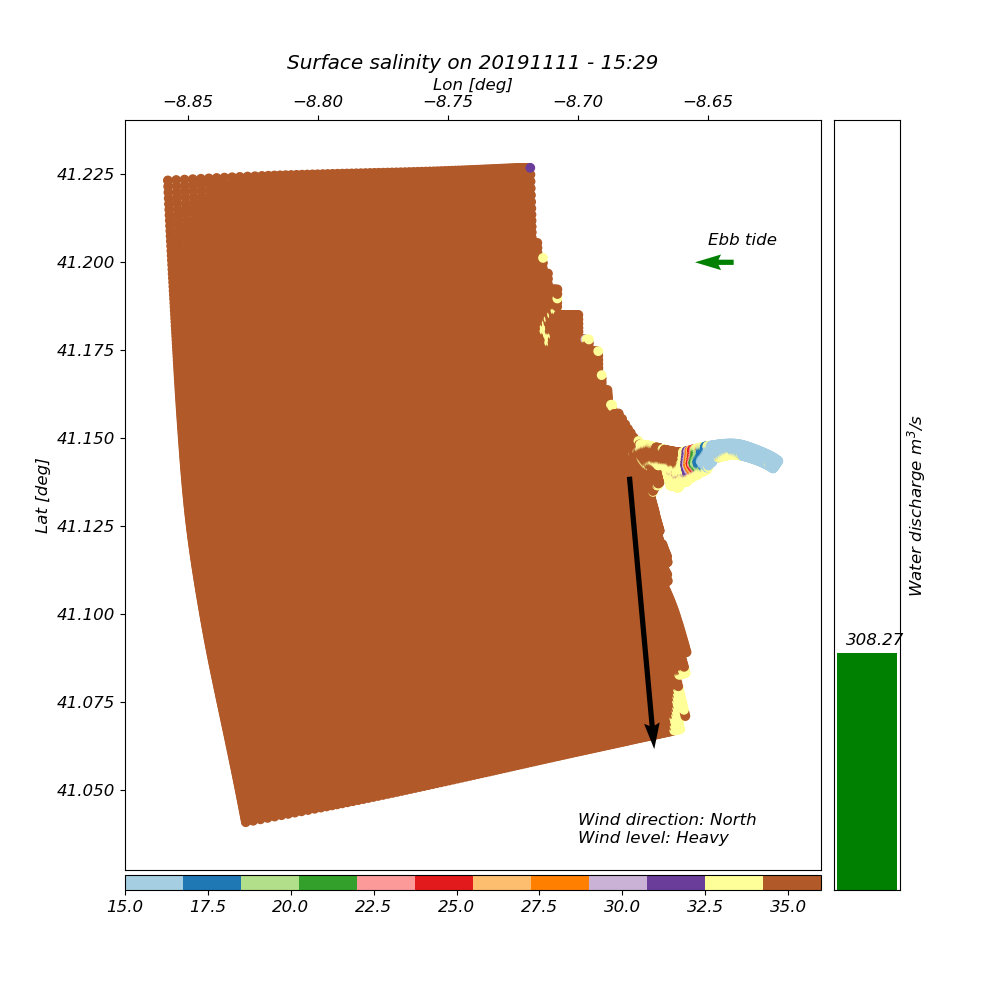 Surface salinity on 20191111 - 15:29
Lon [deg]
−8.85 −8.80 −8.75 −8.70 −8.65
41.225
41.200
41.175
41.150
41.125
41.100
41.075
41.050
Lat [deg]
Ebb tide
Wind direction: North
Wind level: Heavy
308.27
Water discharge m³/s
15.0 17.5 20.0 22.5 25.0 27.5 30.0 32.5 35.0